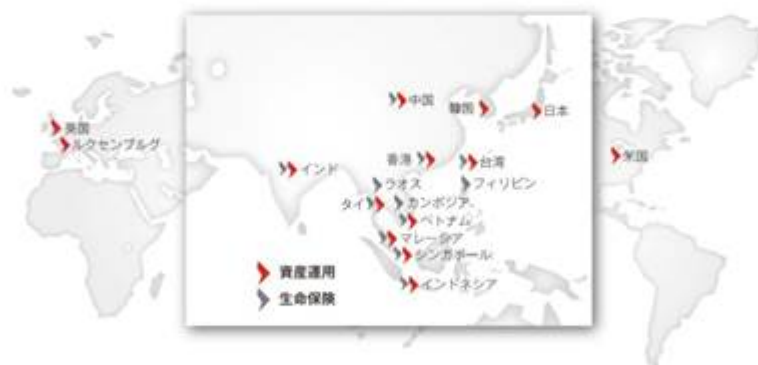 英国
ルクセンブルグ
中国
韓国
日本
インド
香港
台湾
ラオス
フィリピン
タイ
カンボジア
ベトナム
マレーシア
シンガポール
インドネシア
米国
資産運用
生命保険